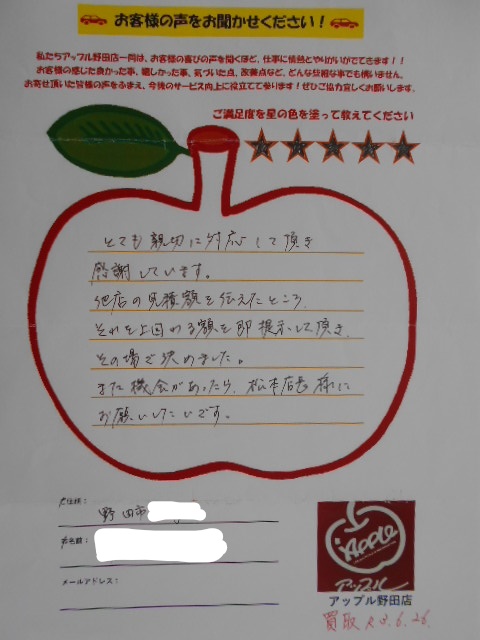 お客様の声をお聞かせください!
私たちアップル野田店一同は、お客様の喜びの声を聞くほど、仕事に情熱とやりがいがでてきます!!
お客様の感じた良かった事、嬉しかった事、気づいた点、改善点など、どんな些細な事でも構いません。
お寄せ頂いた皆様の声をふまえ、今後のサービス向上に役立てて参ります!ぜひご協力宜しくお願いします。
ご満足度を星の色を塗って教えてください
とても親切に対応して頂き
感謝しています。
他店の見積額を伝えたところ、
それを上回わる額を即提示して頂き、
その場で決めました。
また機会があったら、松本店長様に
お願いしたいです。
ご住所:
野田市
お名前:
メールアドレス:
Apple
アップル
アップル野田店
買取 R3.6.26.